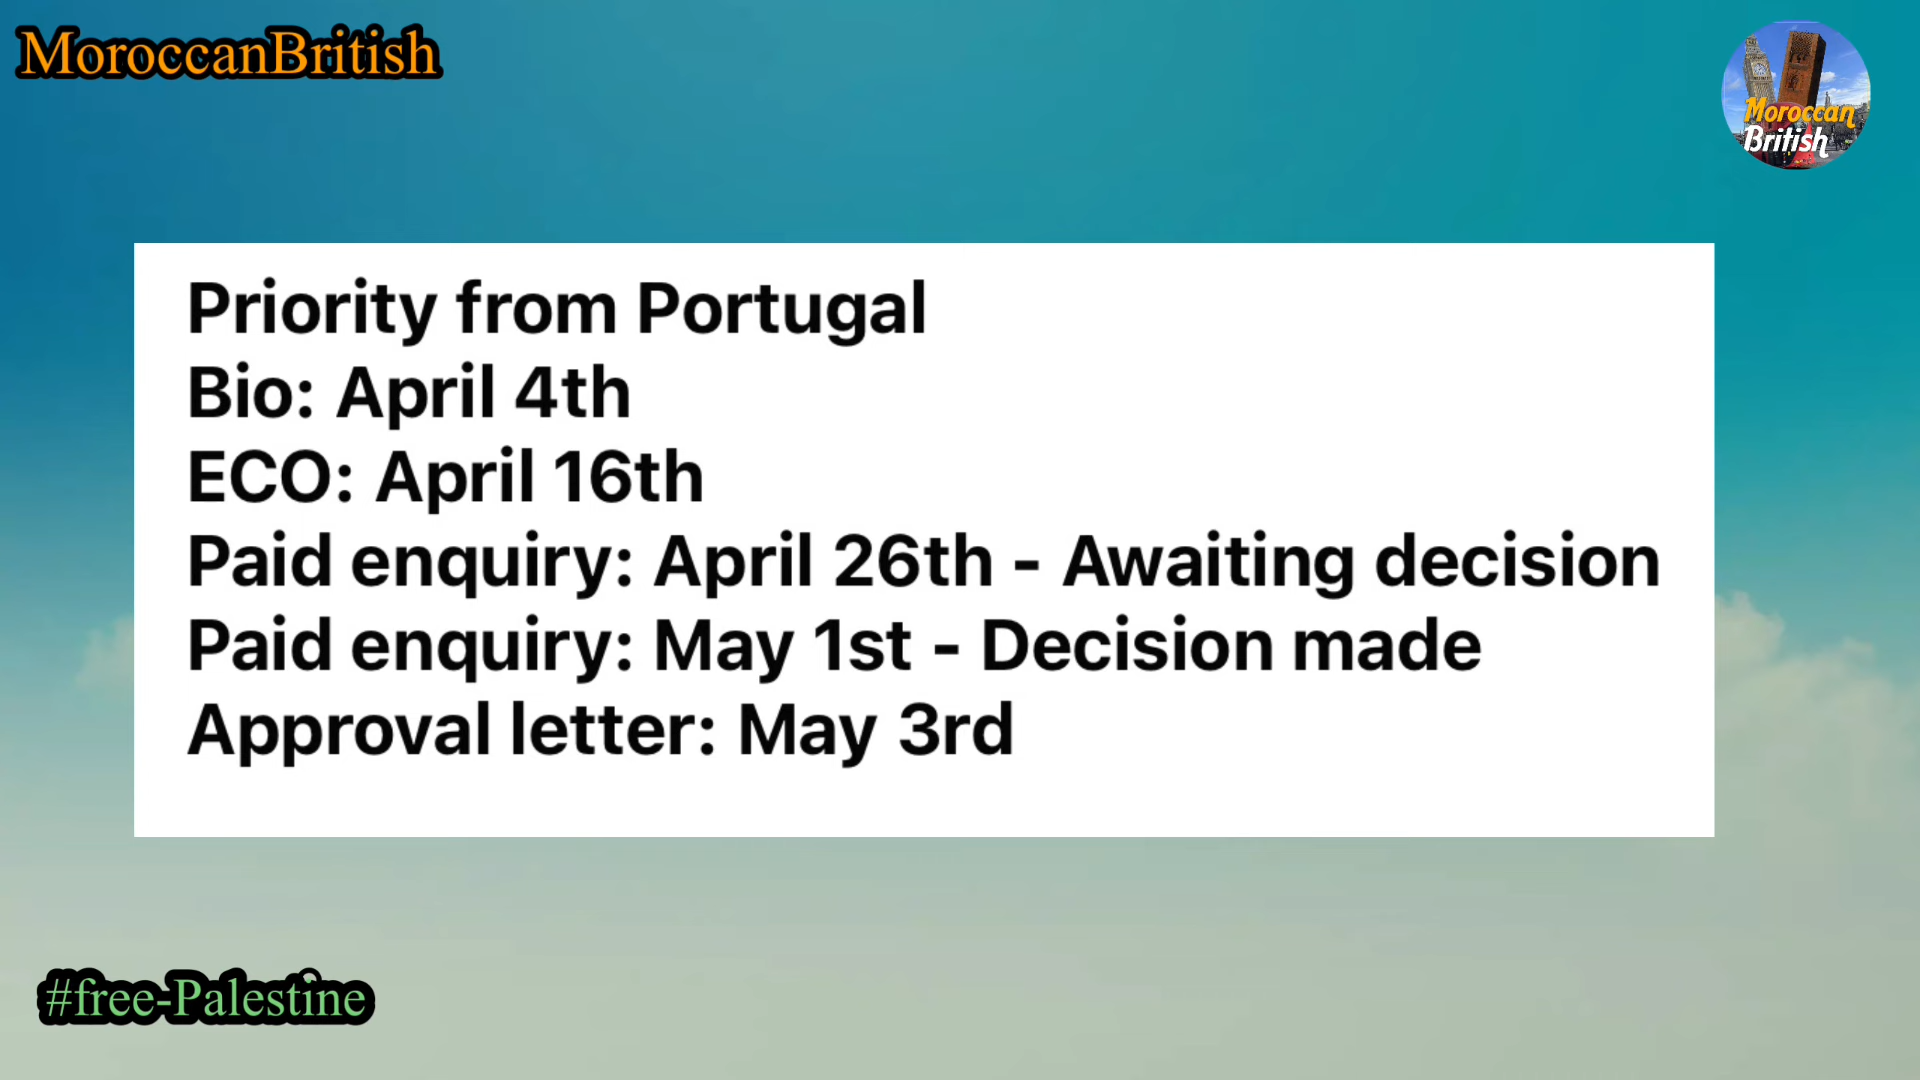 MoroccanBritish
Moroccan
British
Priority from Portugal
Bio: April 4th
ECO: April 16th
Paid enquiry: April 26th - Awaiting decision
Paid enquiry: May 1st - Decision made
Approval letter: May 3rd
#free-Palestine